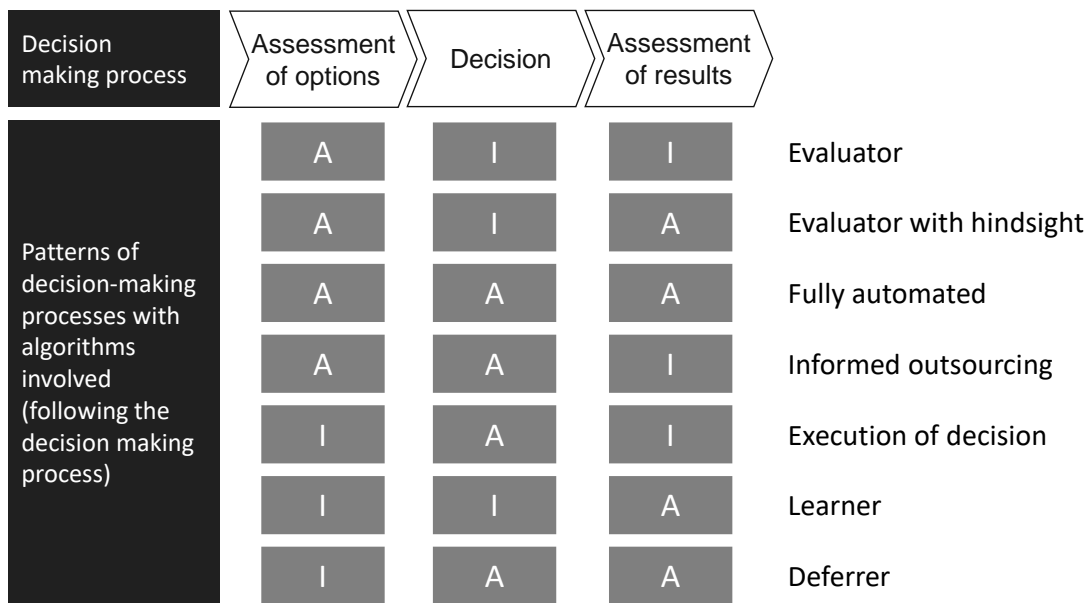 Decision
making process
Assessment
of options
Decision
Assessment
of results
Patterns of
decision-making
processes with
algorithms
involved
(following the
decision making
process)
A I I Evaluator
A I A Evaluator with hindsight
A A A Fully automated
A A I Informed outsourcing
I A I Execution of decision
I I A Learner
I A A Deferrer